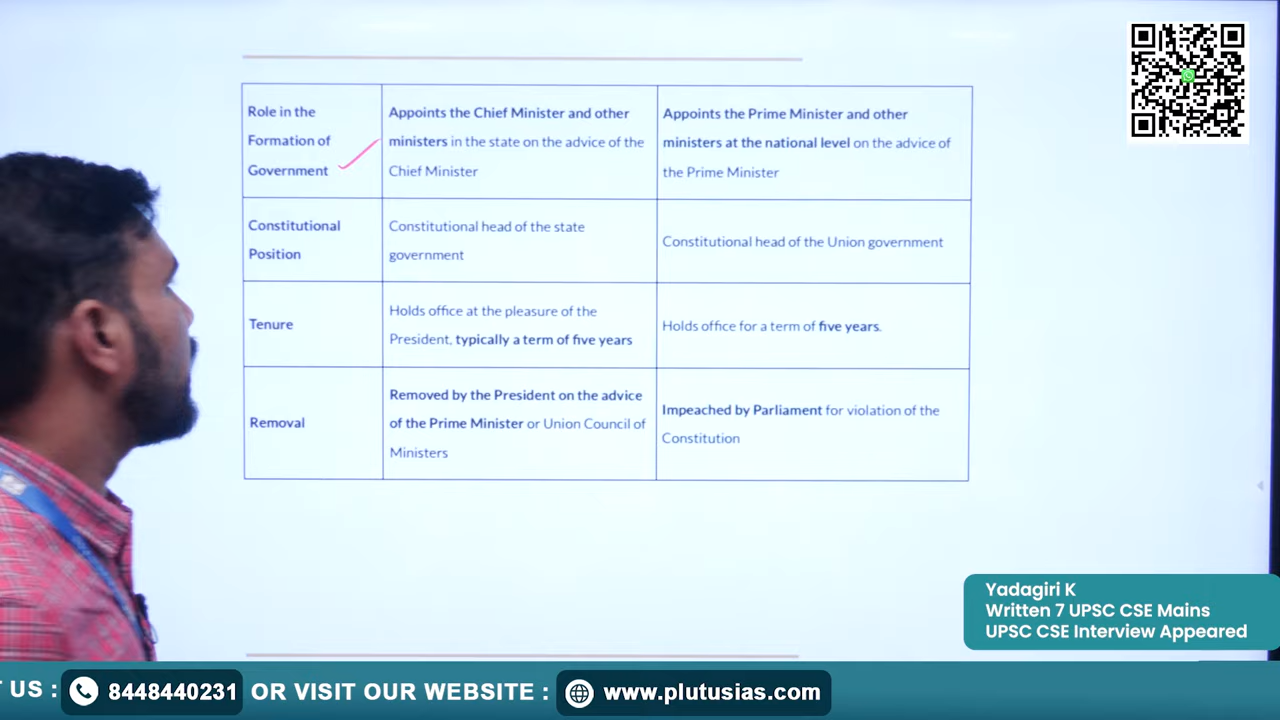 Role in the
Formation of
Government
Appoints the Chief Minister and other
ministers in the state on the advice of the
Chief Minister
Appoints the Prime Minister and other
ministers at the national level on the advice of
the Prime Minister
Constitutional
Position
Constitutional head of the state
government
Constitutional head of the Union government
Tenure
Holds office at the pleasure of the
President, typically a term of five years
Holds office for a term of five years.
Removal
Removed by the President on the advice
of the Prime Minister or Union Council of
Ministers
Impeached by Parliament for violation of the
Constitution
Yadagiri K
Written 7 UPSC CSE Mains
UPSC CSE Interview Appeared
T US : 8448440231 OR VISIT OUR WEBSITE : www.plutusias.com